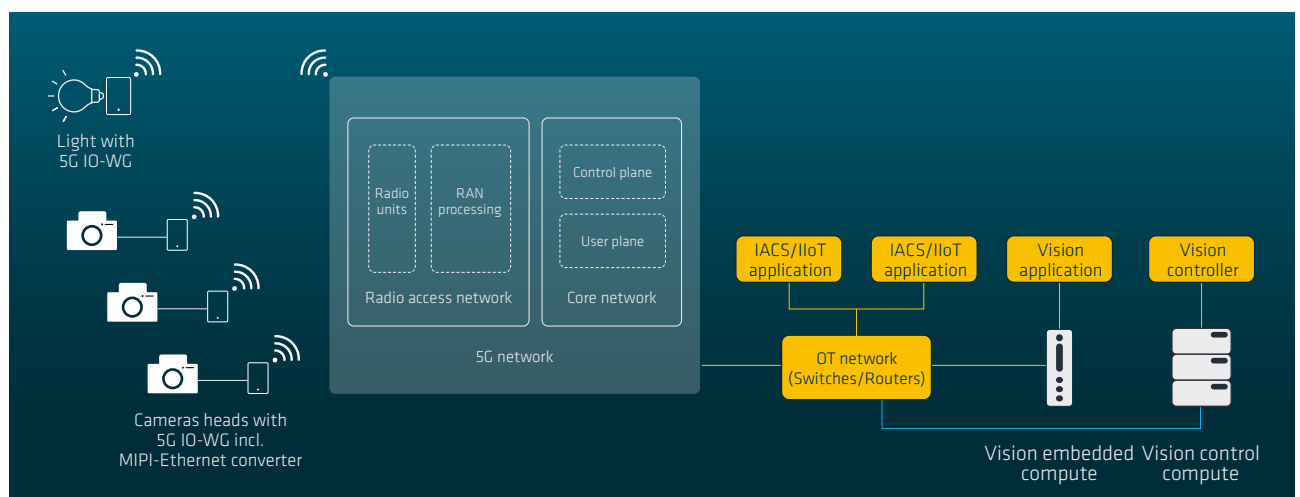 Light with
5G IO-WG
Cameras heads with
5G IO-WG incl.
MIPI-Ethernet converter
Radio
units
RAN
processing
Radio access network
Control plane
User plane
Core network
5G network
IACS/IIoT
application
IACS/IIoT
application
Vision
application
Vision
controller
OT network
(Switches/Routers)
Vision embedded
compute
Vision control
compute